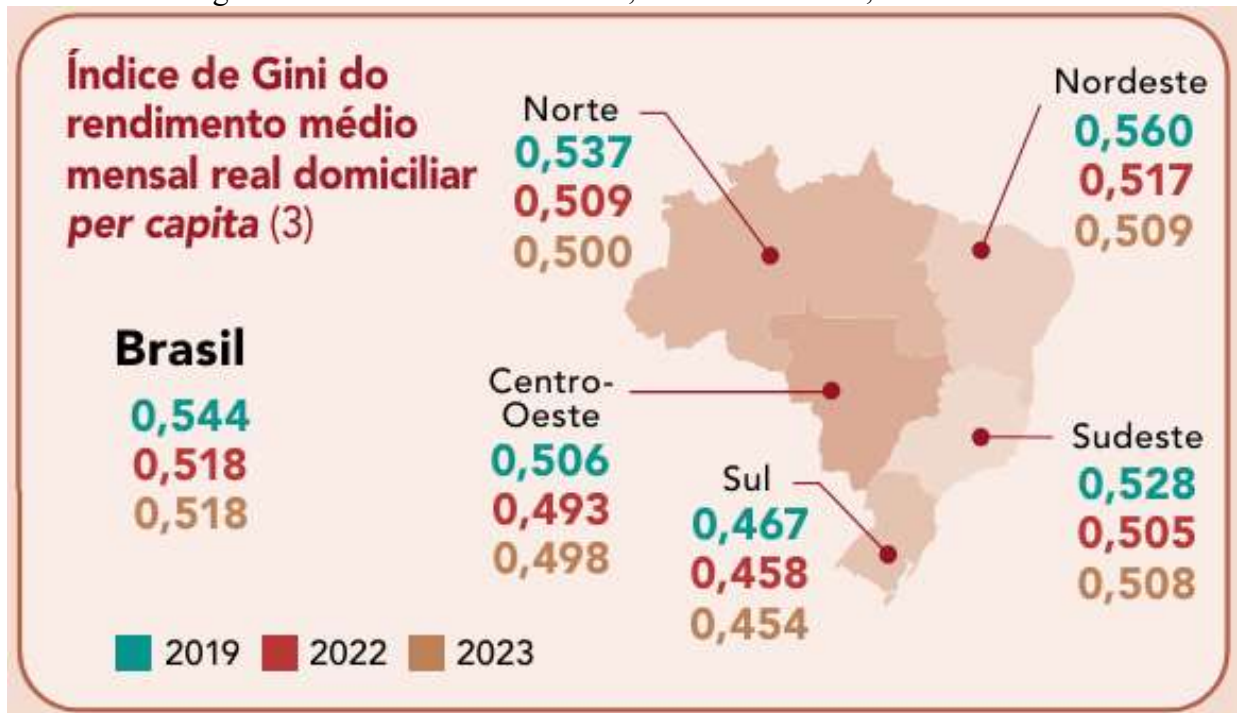 Índice de Gini do
rendimento médio
mensal real domiciliar
per capita (3)
Norte
0,537
0,509
0,500
Nordeste
0,560
0,517
0,509
Brasil
0,544
0,518
0,518
Centro-
Oeste
0,506
0,493
0,498
Sul
0,467
0,458
0,454
Sudeste
0,528
0,505
0,508
2019 2022 2023